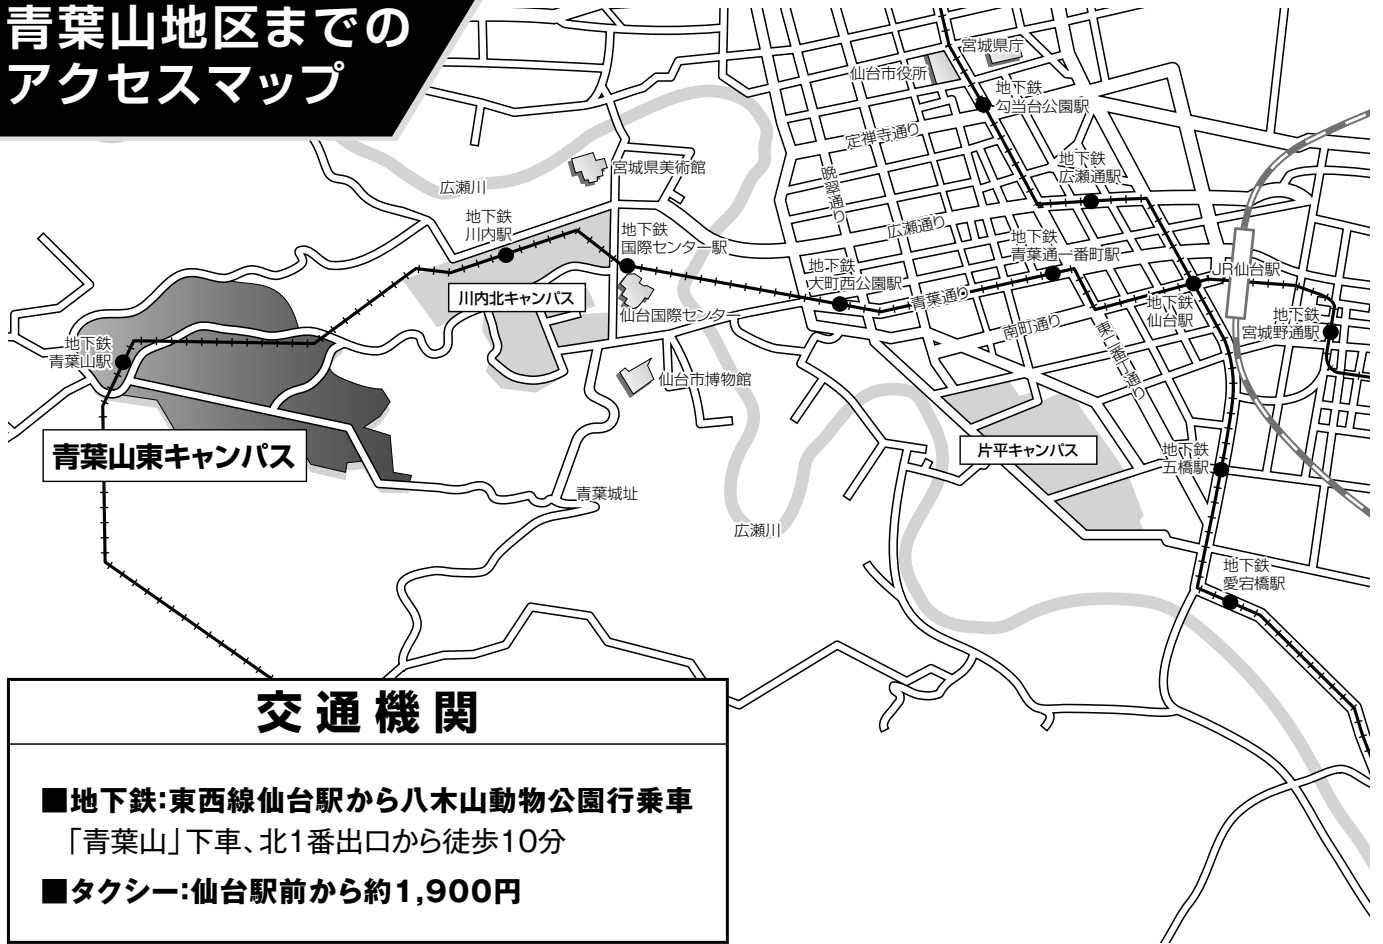 青葉山地区までの
アクセスマップ
宮城県庁
仙台市役所
地下鉄
勾当台公園駅
定禅寺通り
地下鉄
広瀬通駅
宮城県美術館
晩翠通り
広瀬川
地下鉄
川内駅
地下鉄
国際センター駅
広瀬通り
地下鉄
青葉通一番町駅
地下鉄
大町西公園駅
JR仙台駅
川内北キャンパス
青葉通り
地下鉄
仙台駅
仙台国際センター
南町通り
東二番丁通り
地下鉄
宮城野通駅
地下鉄
青葉山駅
仙台市博物館
青葉山東キャンパス
片平キャンパス
地下鉄
五橋駅
青葉城址
広瀬川
地下鉄
愛宕橋駅
交通機関
■地下鉄:東西線仙台駅から八木山動物公園行乗車
「青葉山」下車、北1番出口から徒歩10分
■タクシー:仙台駅前から約1,900円